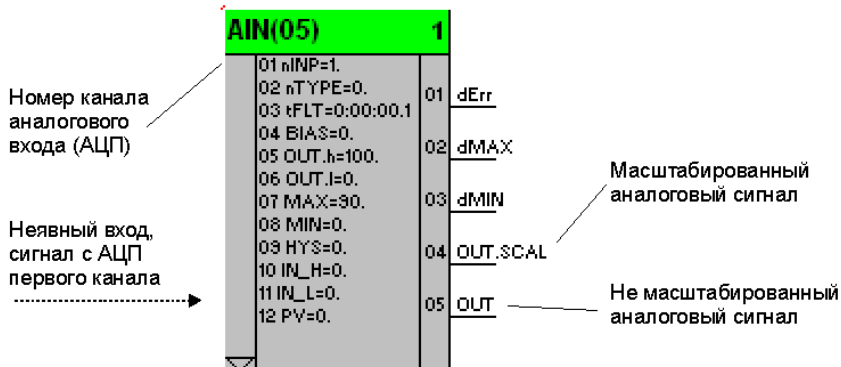 AIN(05) 1
01 nINP=1.
02 nTYPE=0.
03 tFLT=0:00:00.1
04 BIAS=0.
05 OUT.h=100.
06 OUT.l=0.
07 MAX=90.
08 MIN=0.
09 HYS=0.
10 IN_H=0.
11 IN_L=0.
12 PV=0.
01 dErr
02 dMAX
03 dMIN
04 OUT.SCAL
05 OUT
Номер канала
аналогового
входа (АЦП)
Неявный вход,
сигнал с АЦП
первого канала
Масштабированный
аналоговый сигнал
Не масштабированный
аналоговый сигнал